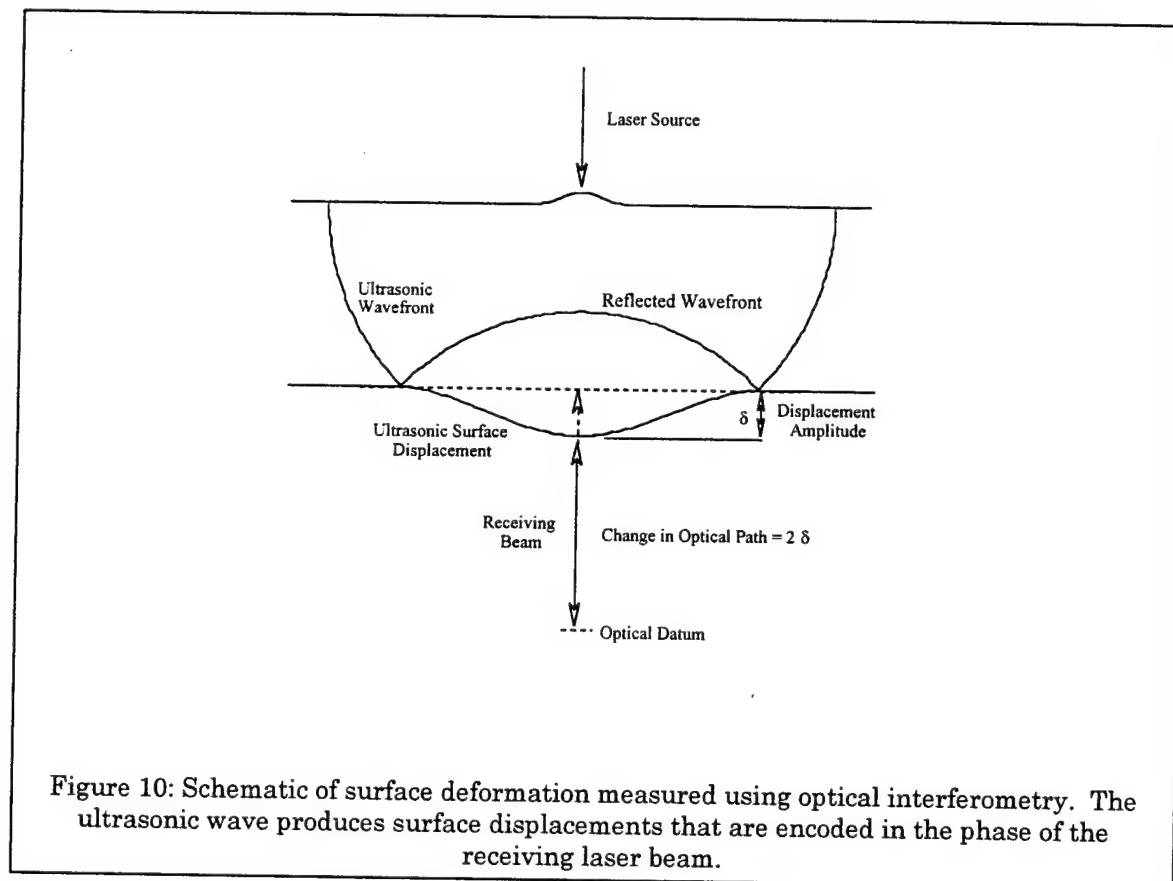 Laser Source
Ultrasonic
Wavefront
Reflected Wavefront
Ultrasonic Surface
Displacement
δ
Displacement
Amplitude
Receiving
Beam
Change in Optical Path = 2 δ
Optical Datum
Figure 10: Schematic of surface deformation measured using optical interferometry. The
ultrasonic wave produces surface displacements that are encoded in the phase of the
receiving laser beam.